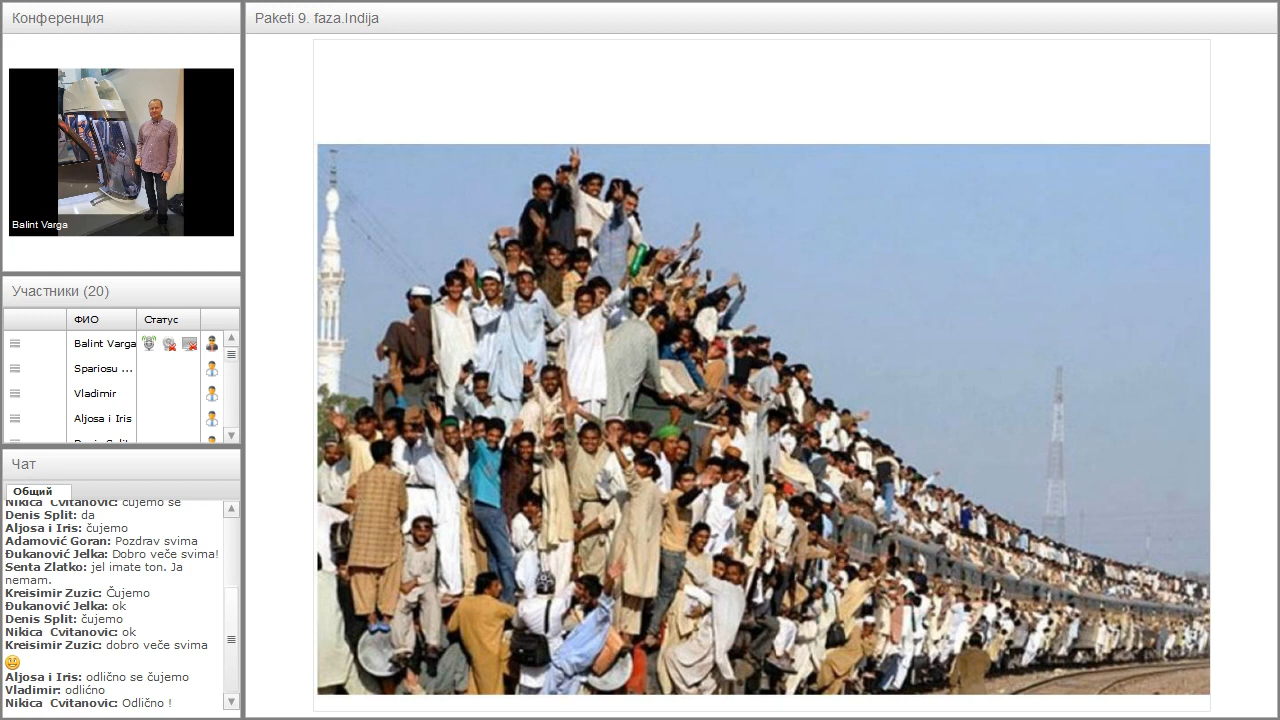 Конференция
Balint Varga
Участники (20)
ФИО Статус
Balint Varga
Spariosu ...
Vladimir
Aljosa i Iris
Чат
Общий
Nikica Cvitanovic: čujemo se
Denis Split: da
Aljosa i Iris: čujemo
Adamović Goran: Pozdrav svima
Đukanović Jelka: Dobro veče svima!
Senta Zlatko: jel imate ton. Ja
nemam.
Kreisimir Zuzic: Čujemo
Đukanović Jelka: ok
Denis Split: čujemo
Nikica Cvitanovic: ok
Kreisimir Zuzic: dobro veče svima
Aljosa i Iris: odlično se čujemo
Vladimir: odlićno
Nikica Cvitanovic: Odlično !
Paketi 9. faza.Indija